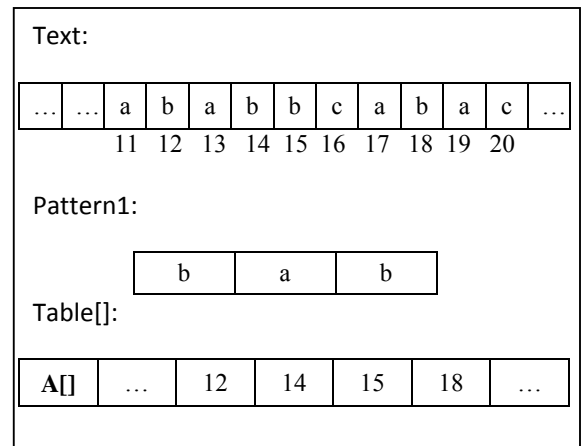 Text:
… … a b a b b c a b a c …
11 12 13 14 15 16 17 18 19 20
Pattern1:
b a b
Table[]:
A[] … 12 14 15 18 …